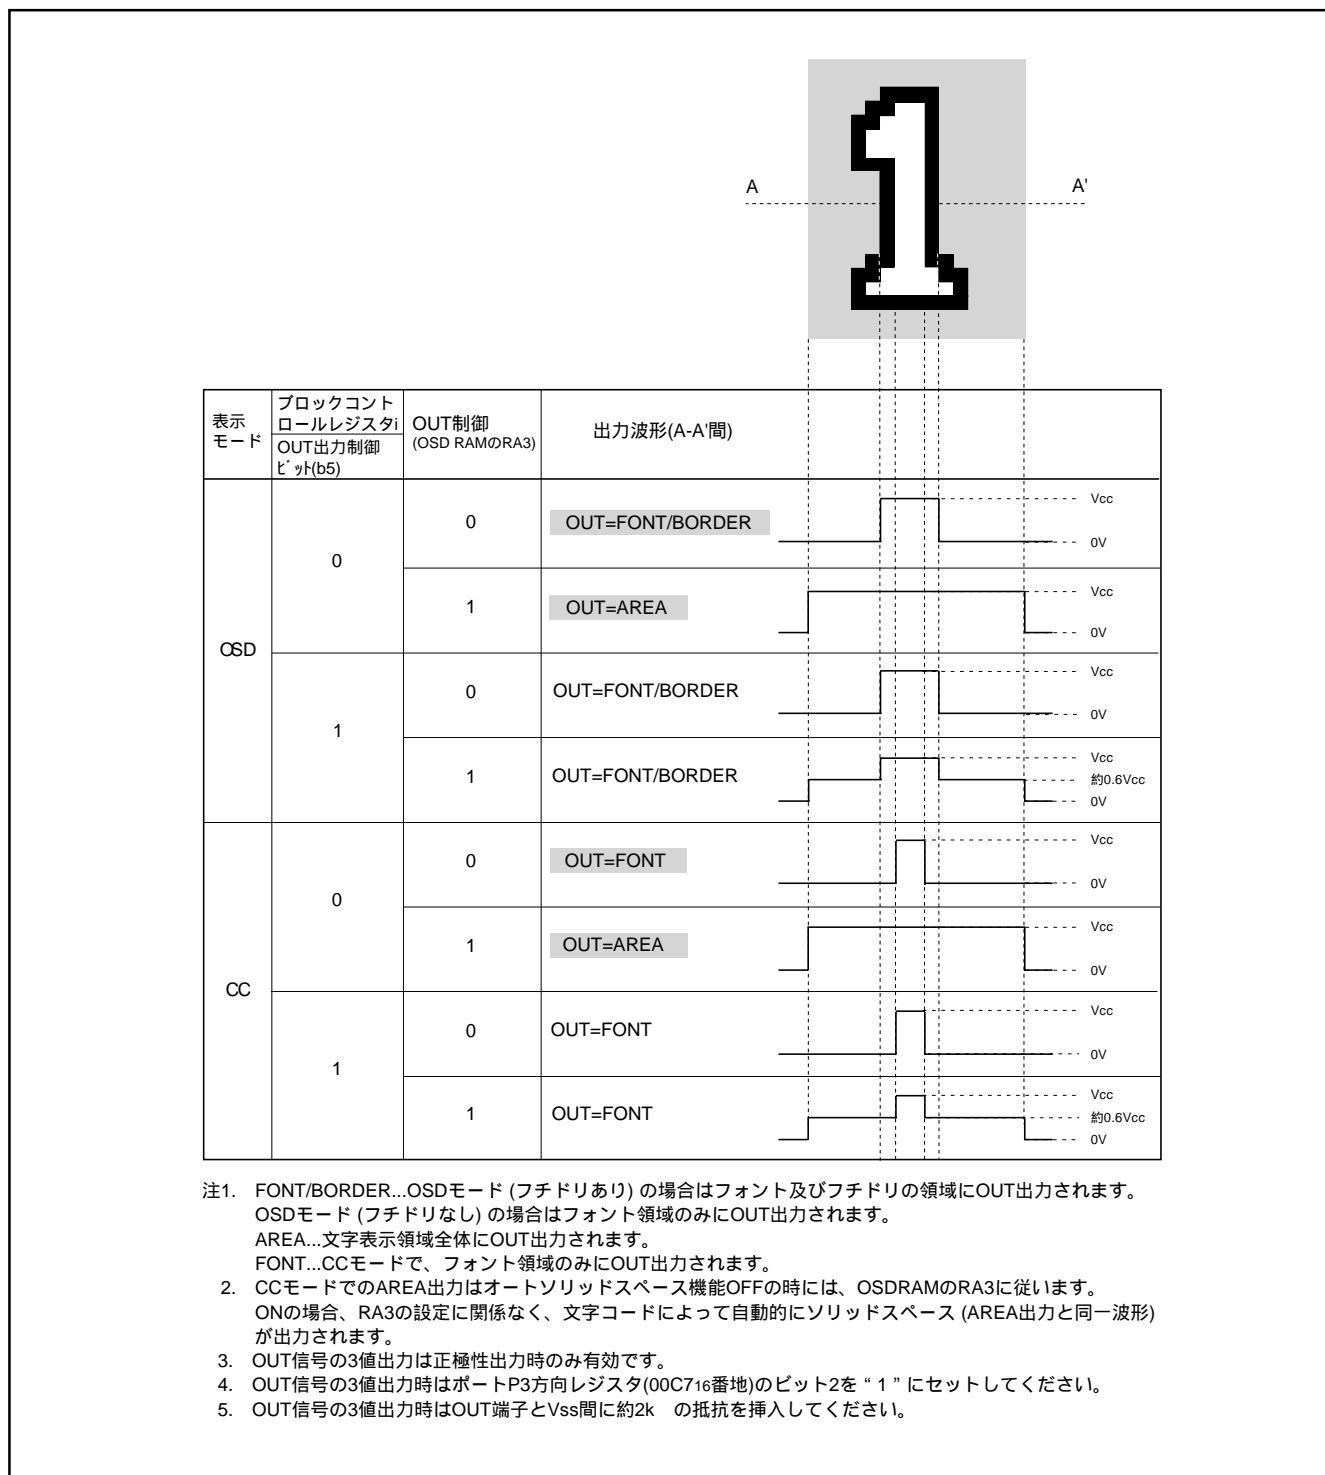 A A'
表示
モード
ブロックコント
ロールレジスタi
OUT出力制御
ビット(b5)
OUT制御
(OSD RAMのRA3)
出力波形(A-A'間)
OSD
0
0 OUT=FONT/BORDER
Vcc
0V
1 OUT=AREA
Vcc
0V
1
0 OUT=FONT/BORDER
Vcc
0V
1 OUT=FONT/BORDER
Vcc
約0.6Vcc
0V
CC
0
0 OUT=FONT
Vcc
0V
1 OUT=AREA
Vcc
0V
1
0 OUT=FONT
Vcc
0V
1 OUT=FONT
Vcc
約0.6Vcc
0V
注1. FONT/BORDER...OSDモード (フチドリあり) の場合はフォント及びフチドリの領域にOUT出力されます。
OSDモード (フチドリなし) の場合はフォント領域のみにOUT出力されます。
AREA...文字表示領域全体にOUT出力されます。
FONT...CCモードで、フォント領域のみにOUT出力されます。
2. CCモードでのAREA出力はオートソリッドスペース機能OFFの時には、OSDRAMのRA3に従います。
ONの場合、RA3の設定に関係なく、文字コードによって自動的にソリッドスペース (AREA出力と同一波形)
が出力されます。
3. OUT信号の3値出力は正極性出力時のみ有効です。
4. OUT信号の3値出力時はポートP3方向レジスタ(00C716番地)のビット2を “ 1 ” にセットしてください。
5. OUT信号の3値出力時はOUT端子とVss間に約2k の抵抗を挿入してください。